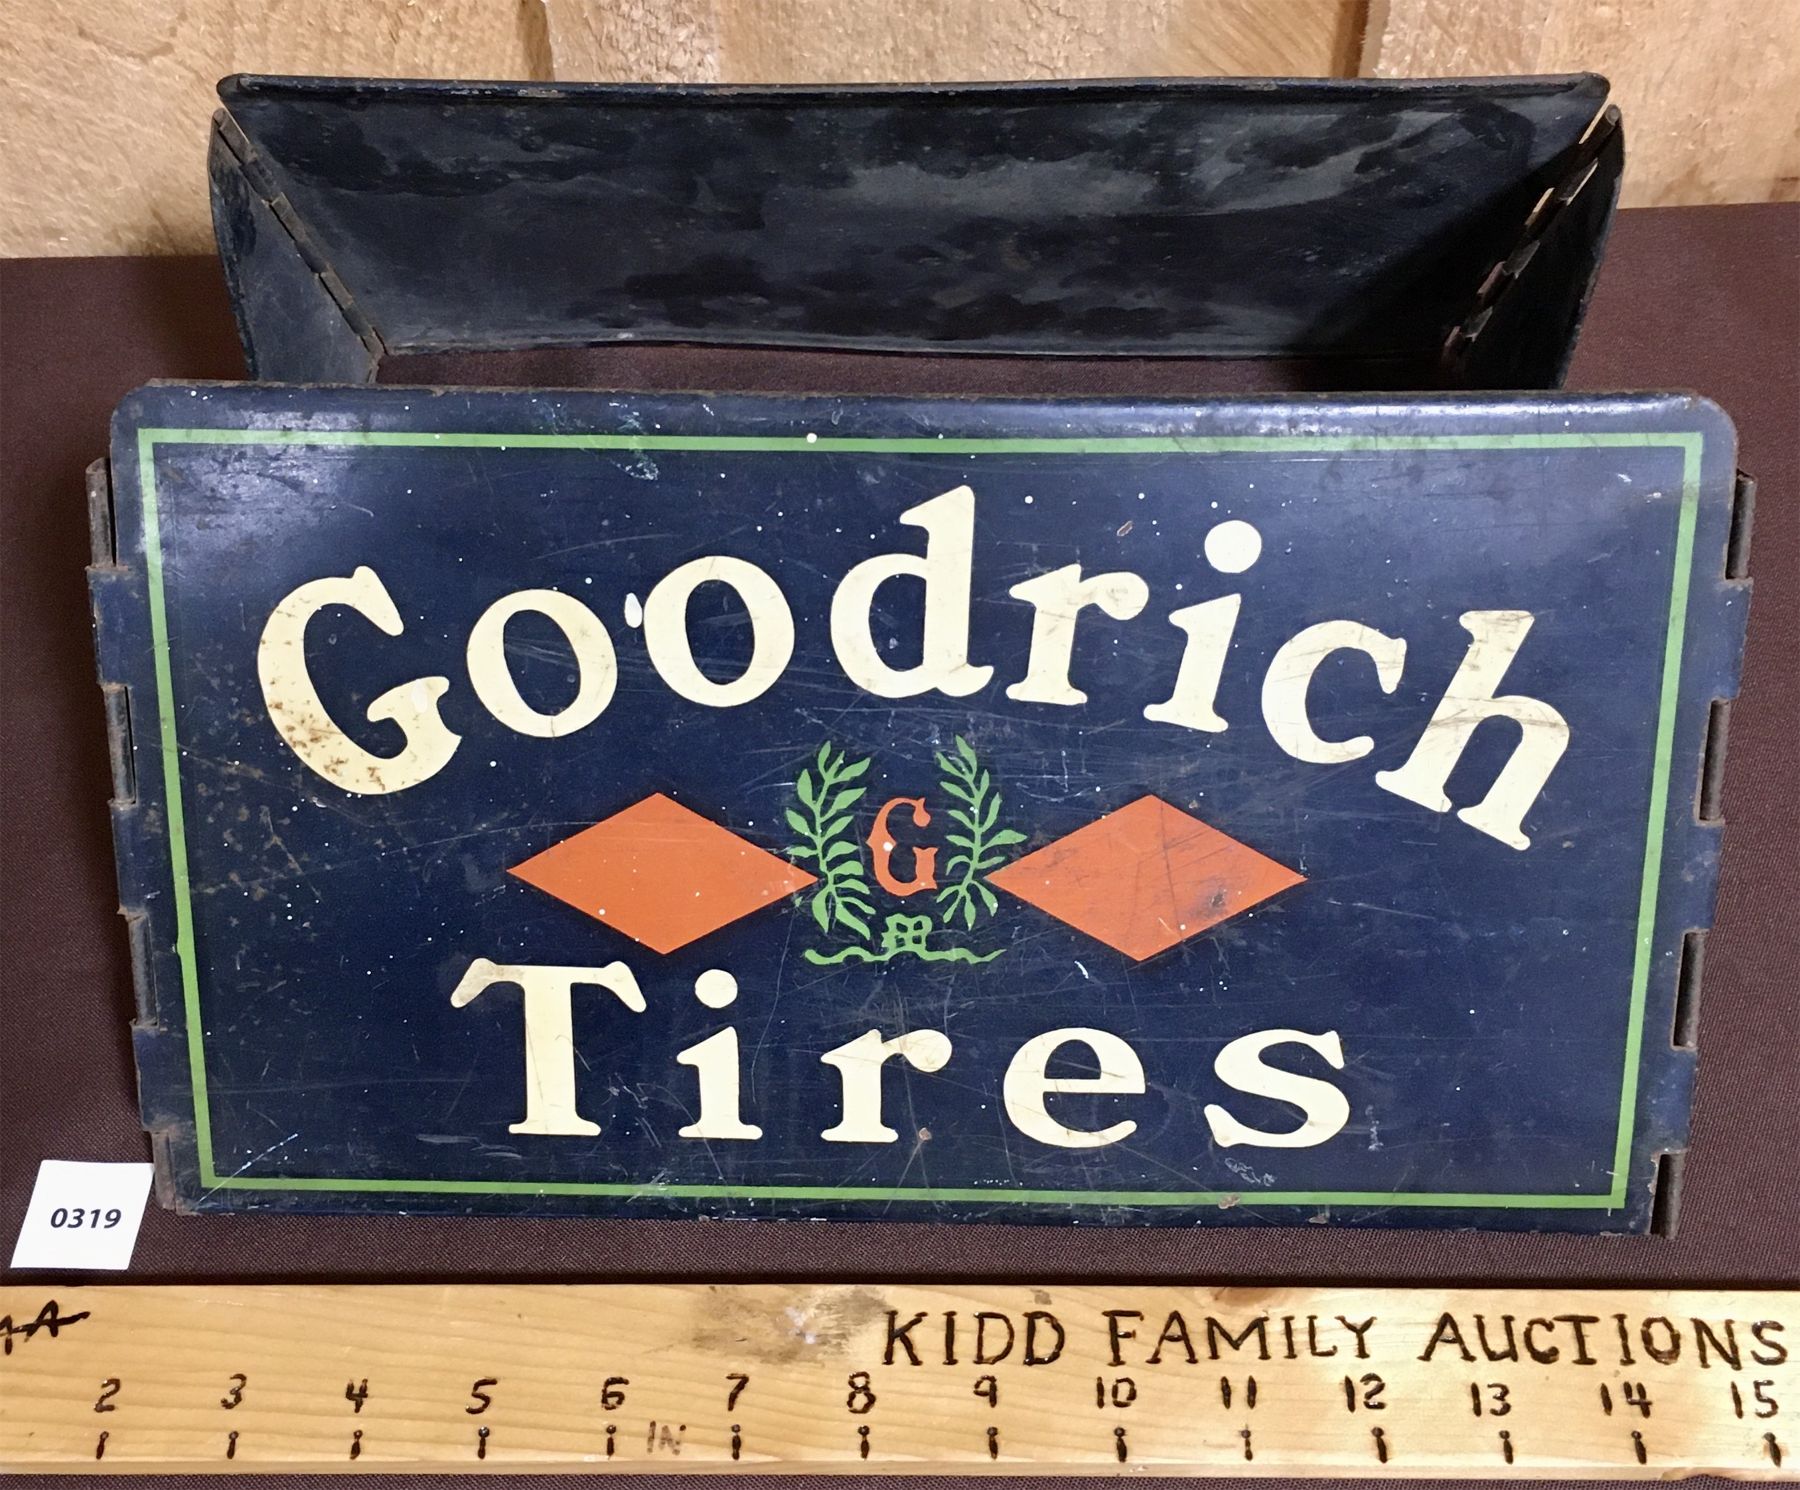 Goodrich
G
Tires
0319
KIDD FAMILY AUCTIONS
2 3 4 5 6 7 8 9 10 11 12 13 14 15
IN